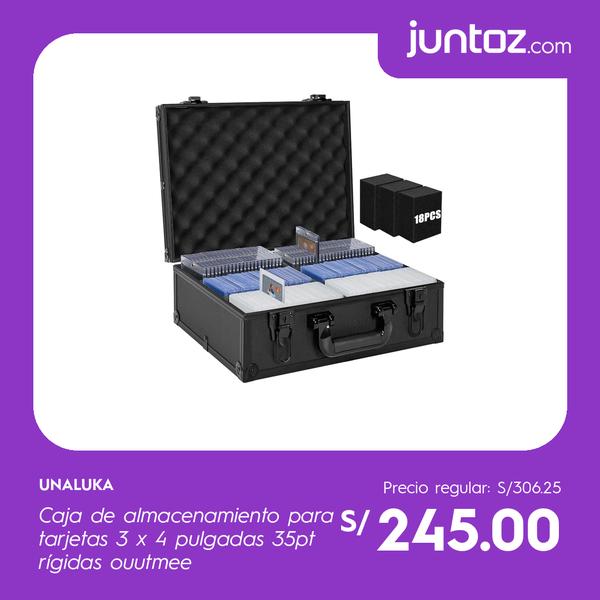 juntoz.com
18PCS
UNALUKA
Caja de almacenamiento para
tarjetas 3 x 4 pulgadas 35pt
rígidas ouutmee
Precio regular: S/306.25
S/ 245.00